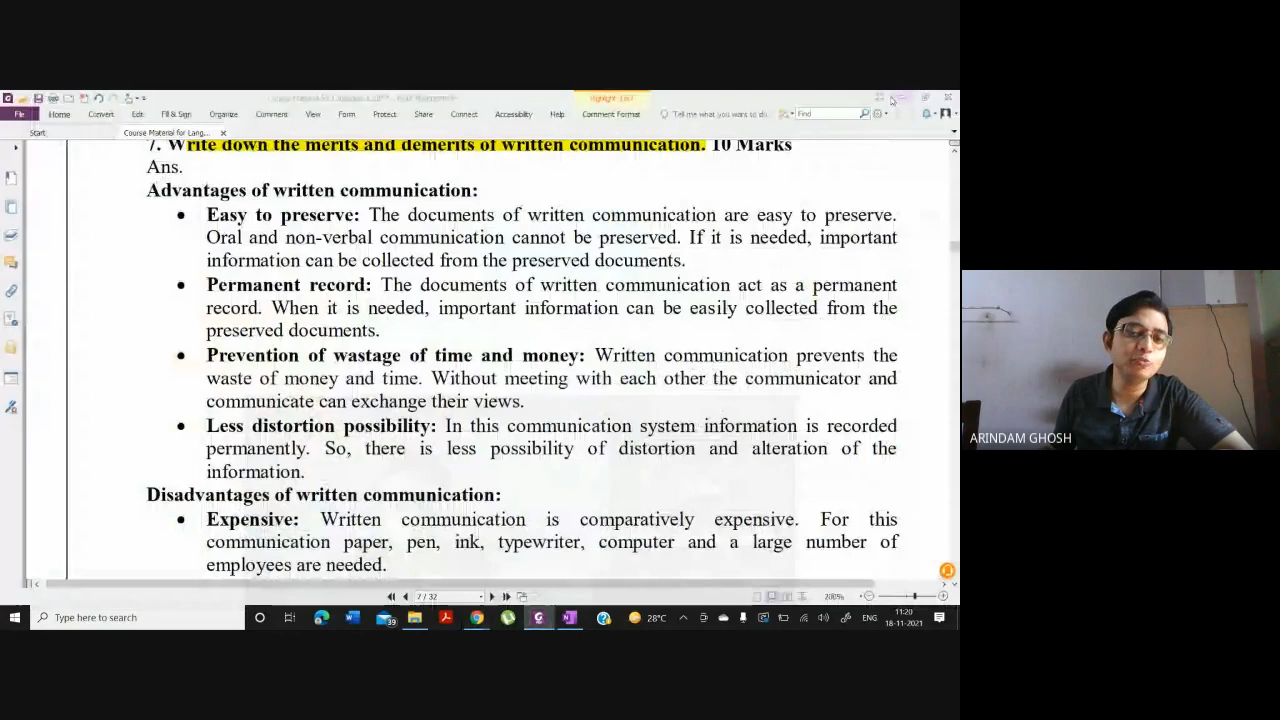 File Home Convert Edit Fill & Sign Organize Comment View Form Protect Share Connect Accessibility Help Comment Format Tell me what you want to do... Find
Start Course Material for Lang...
7. Write down the merits and demerits of written communication. 10 Marks
Ans.
Advantages of written communication:
• Easy to preserve: The documents of written communication are easy to preserve.
Oral and non-verbal communication cannot be preserved. If it is needed, important
information can be collected from the preserved documents.
• Permanent record: The documents of written communication act as a permanent
record. When it is needed, important information can be easily collected from the
preserved documents.
• Prevention of wastage of time and money: Written communication prevents the
waste of money and time. Without meeting with each other the communicator and
communicate can exchange their views.
• Less distortion possibility: In this communication system information is recorded
permanently. So, there is less possibility of distortion and alteration of the
information.
Disadvantages of written communication:
• Expensive: Written communication is comparatively expensive. For this
communication paper, pen, ink, typewriter, computer and a large number of
employees are needed.
ARINDAM GHOSH
7 / 32 200%
Type here to search 39 28°C ENG 11:20
18-11-2021